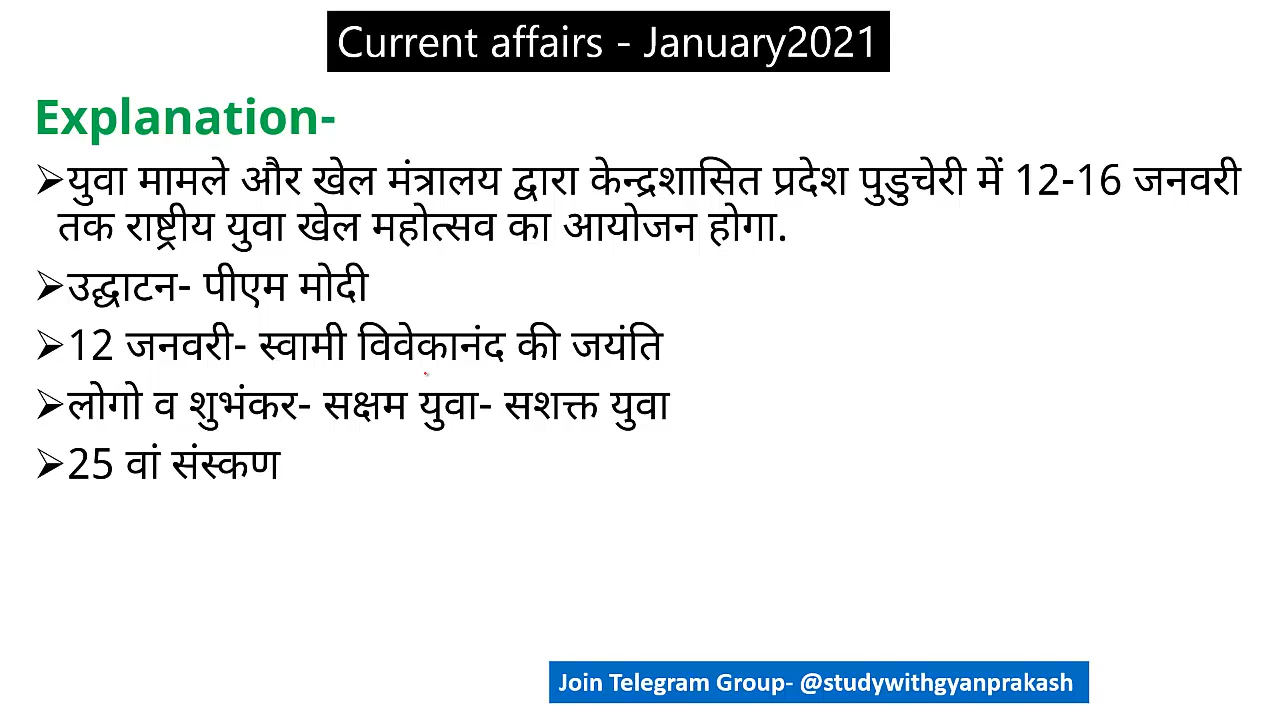 Current affairs - January2021
Explanation-
➢युवा मामले और खेल मंत्रालय द्वारा केन्द्रशासित प्रदेश पुडुचेरी में 12-16 जनवरी
तक राष्ट्रीय युवा खेल महोत्सव का आयोजन होगा.
➢उद्घाटन- पीएम मोदी
➢12 जनवरी- स्वामी विवेकानंद की जयंति
➢लोगो व शुभंकर- सक्षम युवा- सशक्त युवा
➢25 वां संस्कण
Join Telegram Group- @studywithgyanprakash